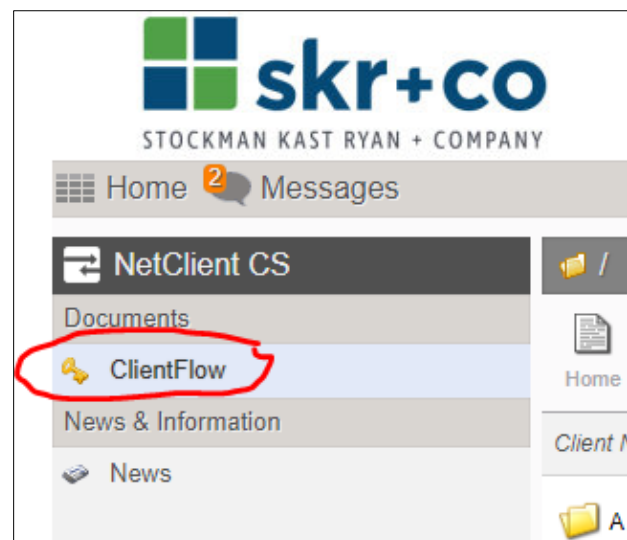 skr+co
STOCKMAN KAST RYAN + COMPANY
Home 2 Messages
NetClient CS
/
Documents
ClientFlow
Home
News & Information
Client
News
A